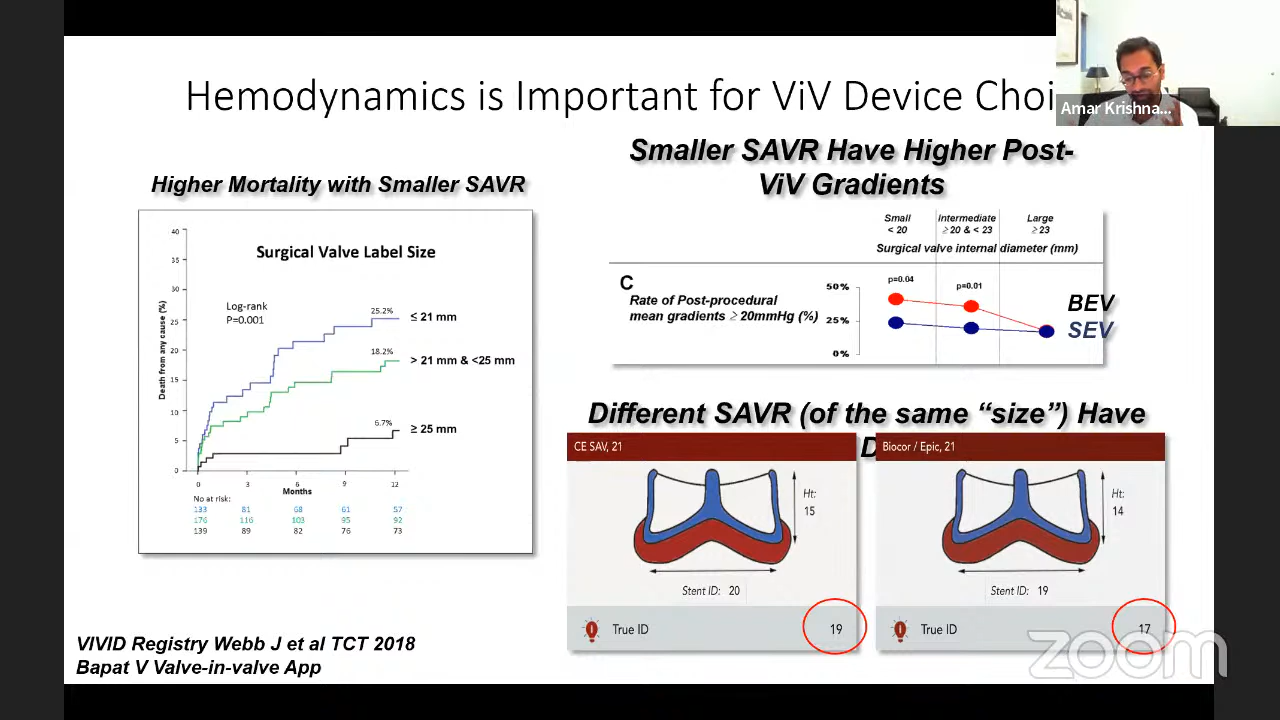 Hemodynamics is Important for ViV Device Choi
Amar Krishna...
Higher Mortality with Smaller SAVR
Surgical Valve Label Size
Log-rank
P=0.001
Death from any cause (%)
40
35
30
25
20
15
10
5
0
25.2%
≤ 21 mm
18.2%
> 21 mm & <25 mm
6.7%
≥ 25 mm
0 3 6 9 12
Months
No at risk:
133 81 68 61 57
176 116 103 95 92
139 89 82 76 73
Smaller SAVR Have Higher Post-
ViV Gradients
Small Intermediate Large
< 20 ≥ 20 & < 23 ≥ 23
Surgical valve internal diameter (mm)
C
Rate of Post-procedural
mean gradients ≥ 20mmHg (%)
50%
25%
0%
p=0.04
p=0.01
BEV
SEV
Different SAVR (of the same “size”) Have
D
CE SAV, 21
Ht:
15
Stent ID: 20
True ID 19
Biocor / Epic, 21
Ht:
14
Stent ID: 19
True ID 17
VIVID Registry Webb J et al TCT 2018
Bapat V Valve-in-valve App
zoom